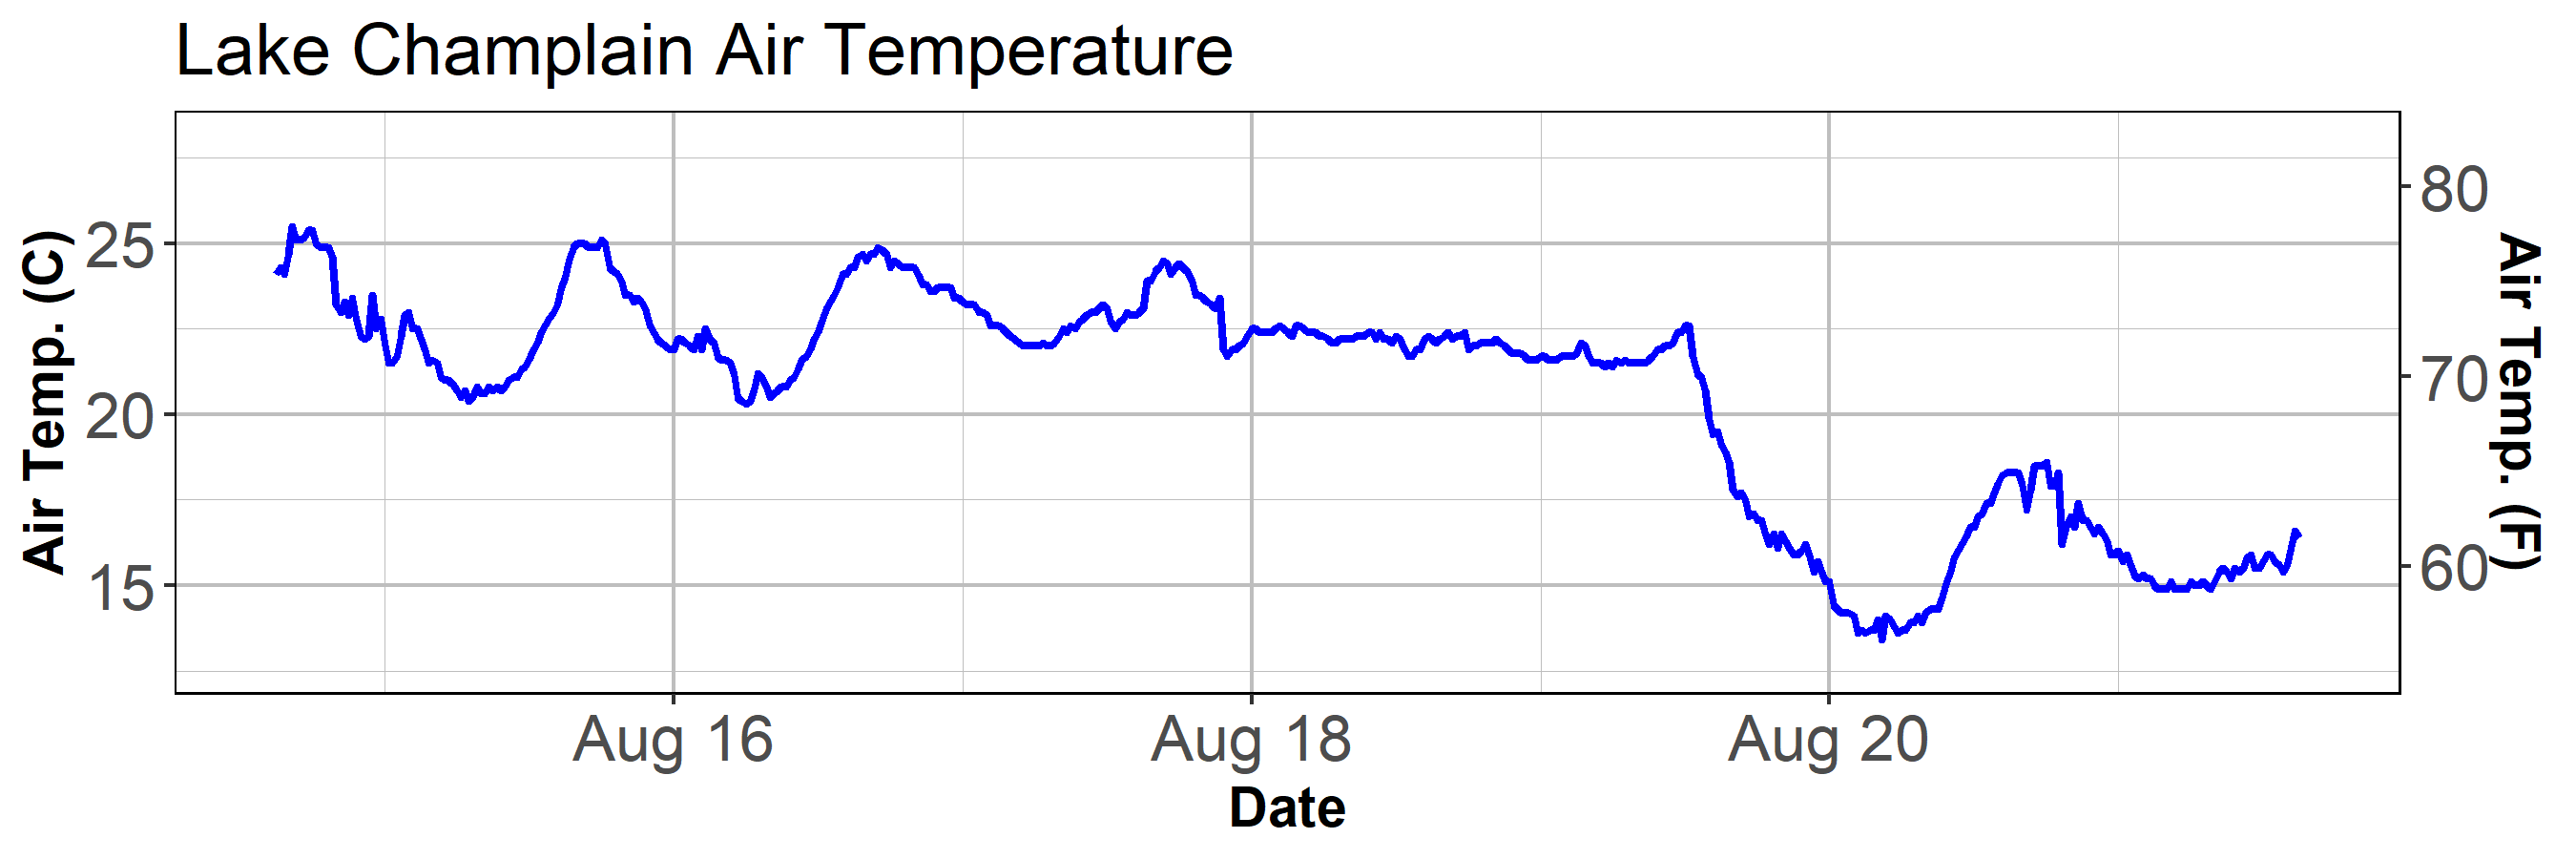 Lake Champlain Air Temperature
Air Temp. (C)
25
20
15
80
70
60
Air Temp. (F)
Aug 16
Aug 18
Aug 20
Date